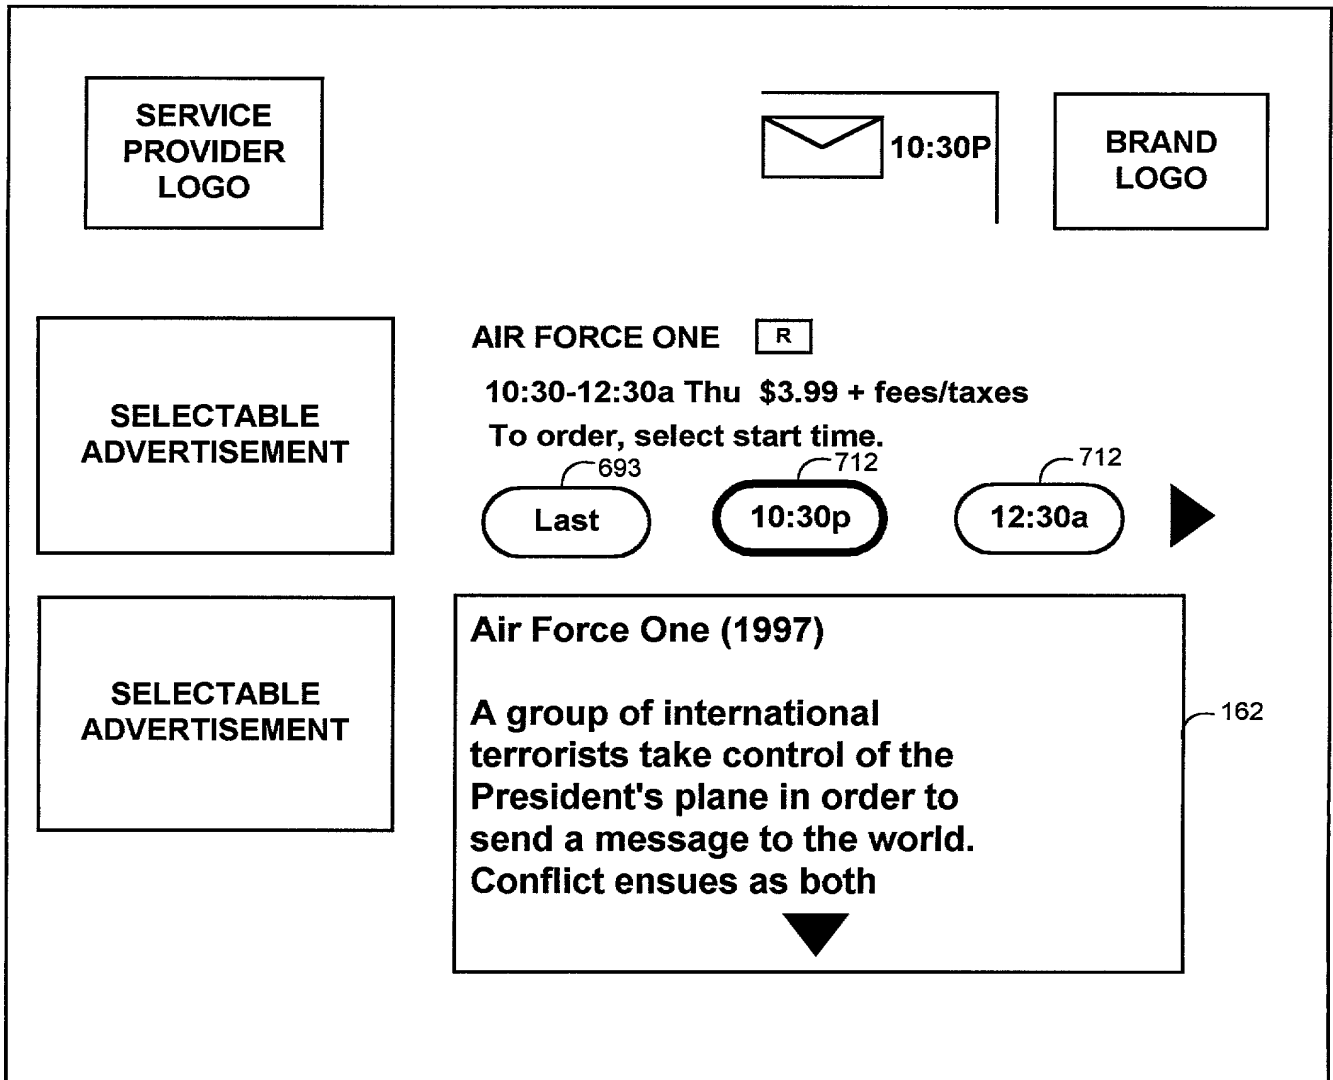 SERVICE
PROVIDER
LOGO
10:30P
BRAND
LOGO
SELECTABLE
ADVERTISEMENT
AIR FORCE ONE R
10:30-12:30a Thu $3.99 + fees/taxes
To order, select start time.
693 712 712
Last 10:30p 12:30a
SELECTABLE
ADVERTISEMENT
Air Force One (1997)
A group of international
terrorists take control of the
President's plane in order to
send a message to the world.
Conflict ensues as both
162